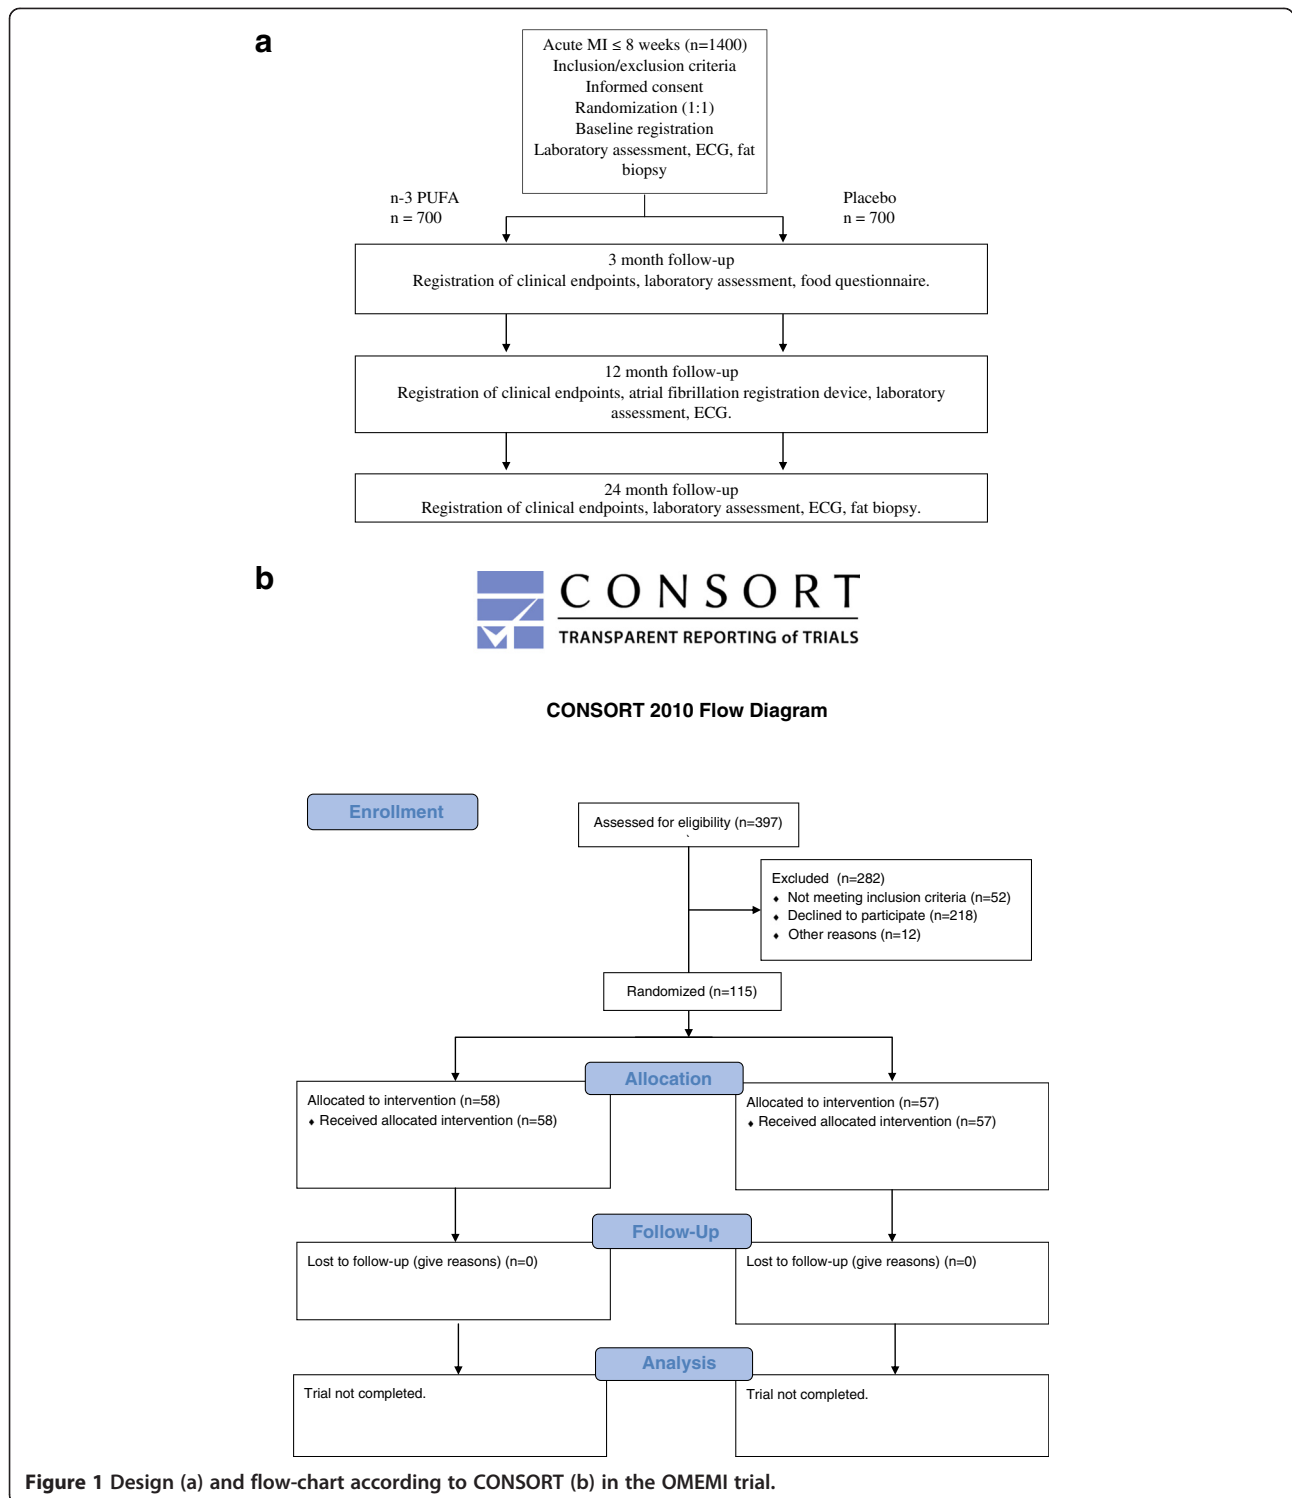 a
Acute MI ≤ 8 weeks (n=1400)
Inclusion/exclusion criteria
Informed consent
Randomization (1:1)
Baseline registration
Laboratory assessment, ECG, fat
biopsy
n-3 PUFA
n = 700
Placebo
n = 700
3 month follow-up
Registration of clinical endpoints, laboratory assessment, food questionnaire.
12 month follow-up
Registration of clinical endpoints, atrial fibrillation registration device, laboratory
assessment, ECG.
24 month follow-up
Registration of clinical endpoints, laboratory assessment, ECG, fat biopsy.
b
CONSORT
TRANSPARENT REPORTING of TRIALS
CONSORT 2010 Flow Diagram
Enrollment
Assessed for eligibility (n=397)
Excluded (n=282)
♦ Not meeting inclusion criteria (n=52)
♦ Declined to participate (n=218)
♦ Other reasons (n=12)
Randomized (n=115)
Allocation
Allocated to intervention (n=58)
♦ Received allocated intervention (n=58)
Allocated to intervention (n=57)
♦ Received allocated intervention (n=57)
Follow-Up
Lost to follow-up (give reasons) (n=0)
Lost to follow-up (give reasons) (n=0)
Analysis
Trial not completed.
Trial not completed.
Figure 1 Design (a) and flow-chart according to CONSORT (b) in the OMEMI trial.